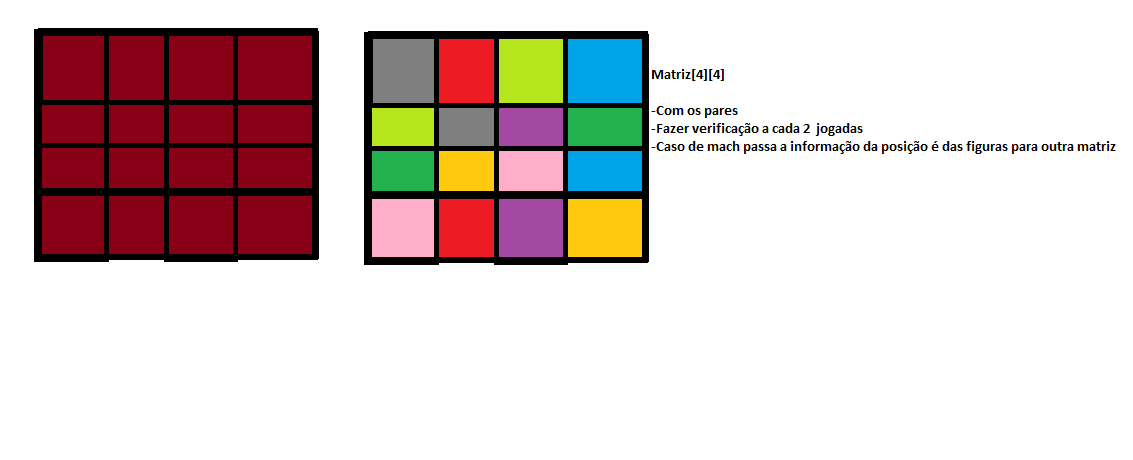 Matriz[4][4]
-Com os pares
-Fazer verificação a cada 2 jogadas
-Caso de mach passa a informação da posição é das figuras para outra matriz